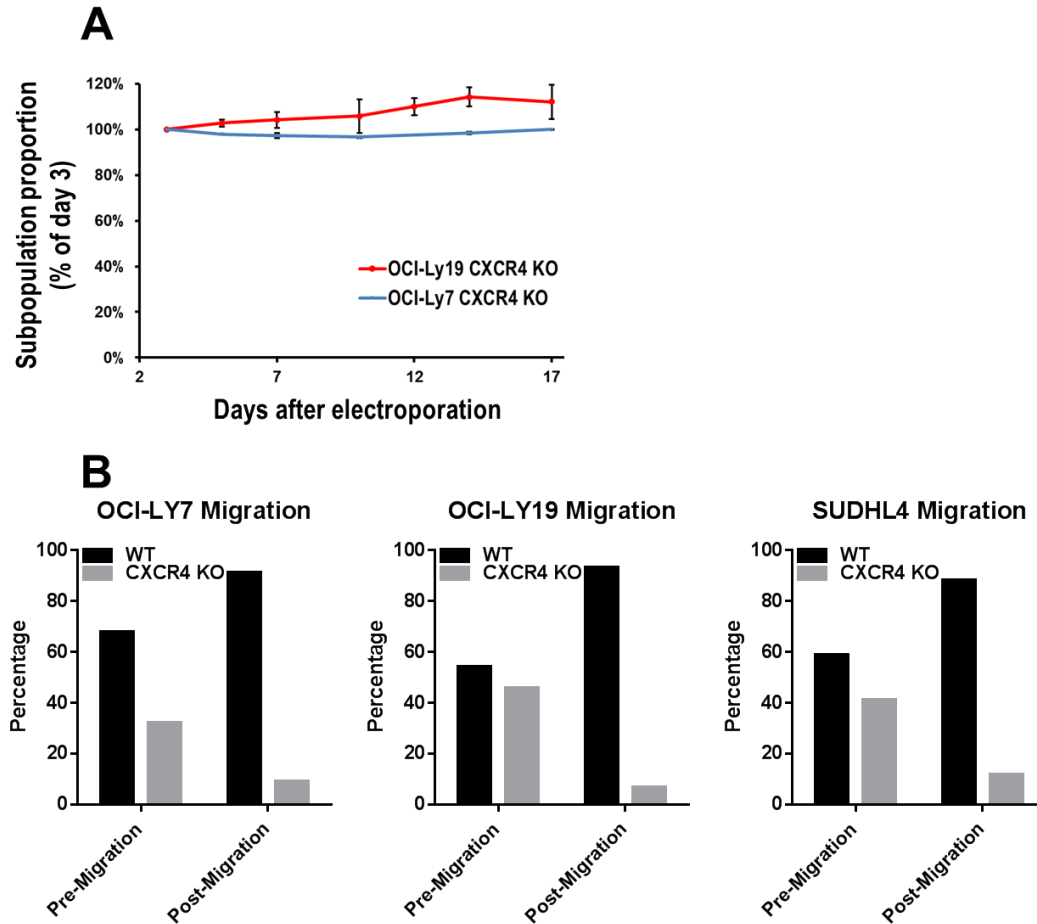 A
Subpopulation proportion
(% of day 3)
120%
100%
80%
60%
40%
20%
0%
OCI-Ly19 CXCR4 KO
OCI-Ly7 CXCR4 KO
2
7
12
17
Days after electroporation
B
OCI-LY7 Migration
Percentage
100
80
60
40
20
0
WT
CXCR4 KO
Pre-Migration
Post-Migration
OCI-LY19 Migration
Percentage
100
80
60
40
20
0
WT
CXCR4 KO
Pre-Migration
Post-Migration
SUDHL4 Migration
Percentage
100
80
60
40
20
0
WT
CXCR4 KO
Pre-Migration
Post-Migration